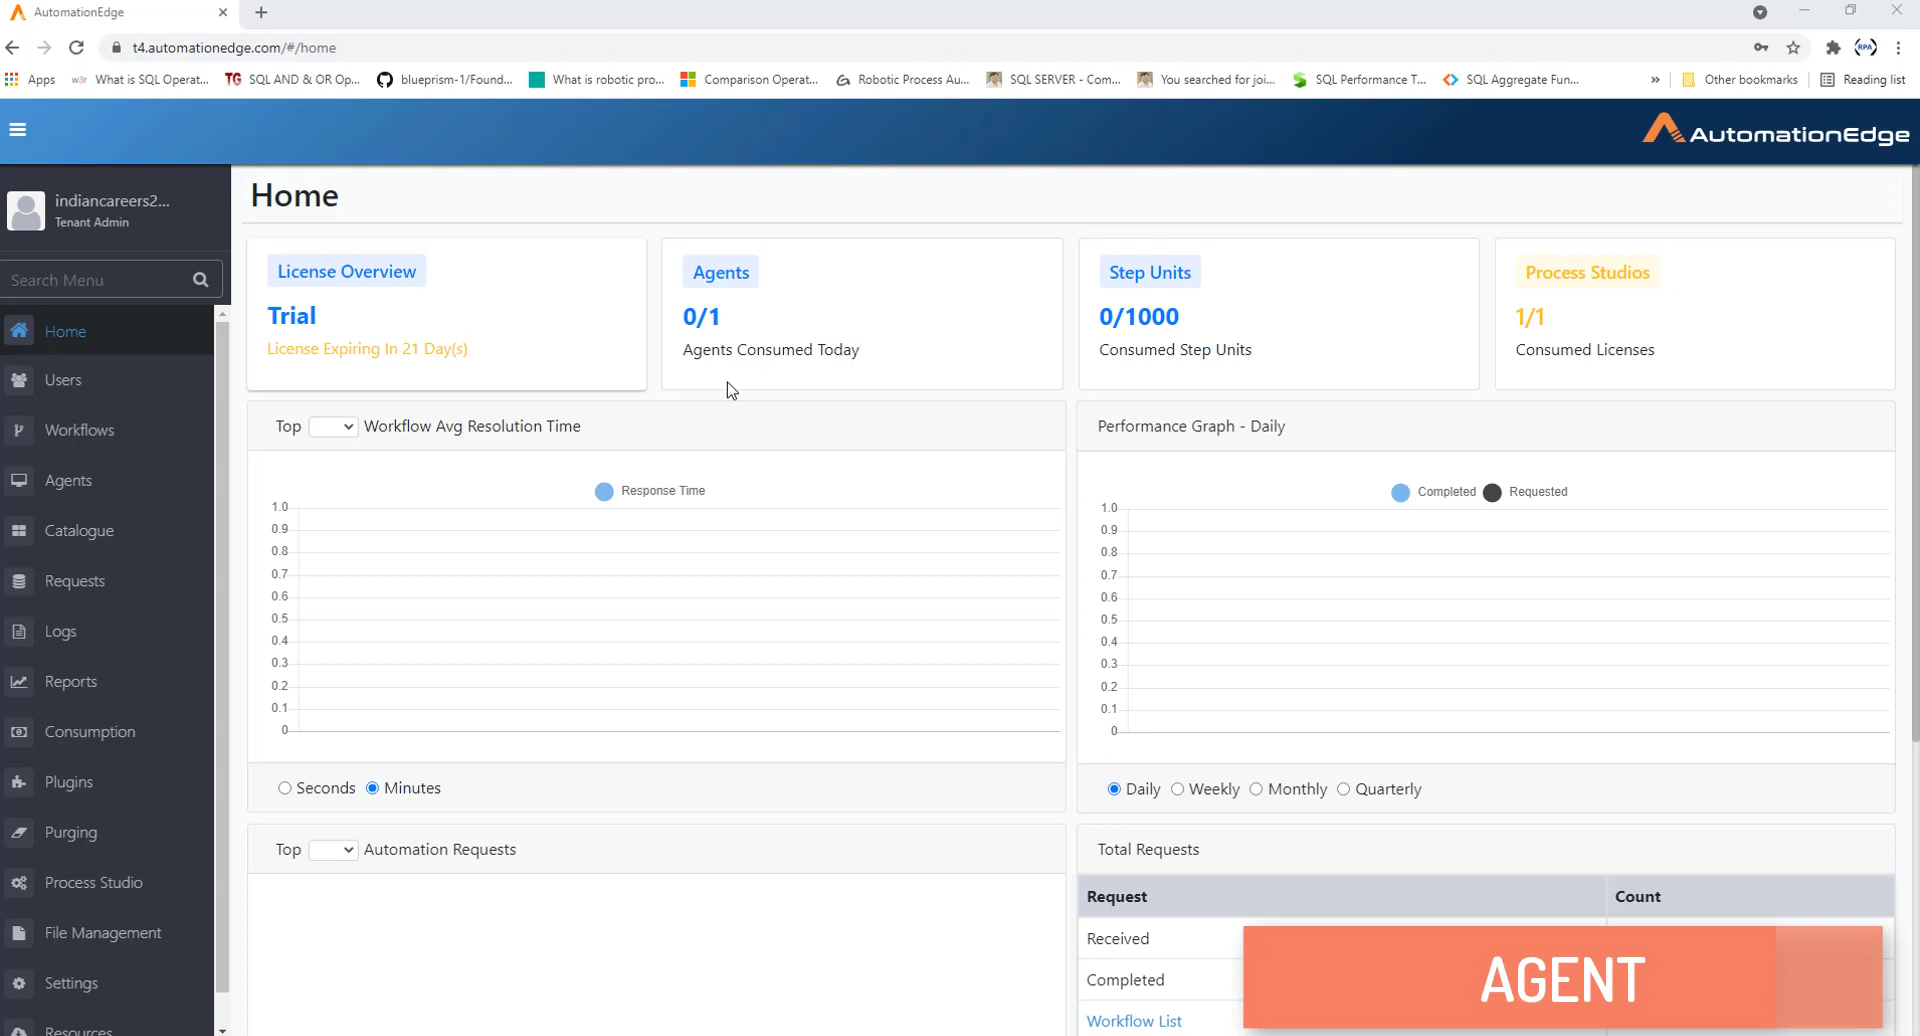 AutomationEdge
t4.automationedge.com/#/home
Apps
What is SQL Operat...
SQL AND & OR Op...
blueprism-1/Found...
What is robotic pro...
Comparison Operat...
Robotic Process Au...
SQL SERVER - Com...
You searched for joi...
SQL Performance T...
SQL Aggregate Fun...
»
Other bookmarks
Reading list
AutomationEdge
indiancareers2...
Tenant Admin
Search Menu
Home
Users
Workflows
Agents
Catalogue
Requests
Logs
Reports
Consumption
Plugins
Purging
Process Studio
File Management
Settings
Resources
Home
License Overview
Trial
License Expiring In 21 Day(s)
Agents
0/1
Agents Consumed Today
Step Units
0/1000
Consumed Step Units
Process Studios
1/1
Consumed Licenses
Top Workflow Avg Resolution Time
Response Time
1.0
0.9
0.8
0.7
0.6
0.5
0.4
0.3
0.2
0.1
0
Seconds Minutes
Performance Graph - Daily
Completed Requested
1.0
0.9
0.8
0.7
0.6
0.5
0.4
0.3
0.2
0.1
0
Daily Weekly Monthly Quarterly
Top Automation Requests
Total Requests
Request Count
Received
Completed
Workflow List
AGENT